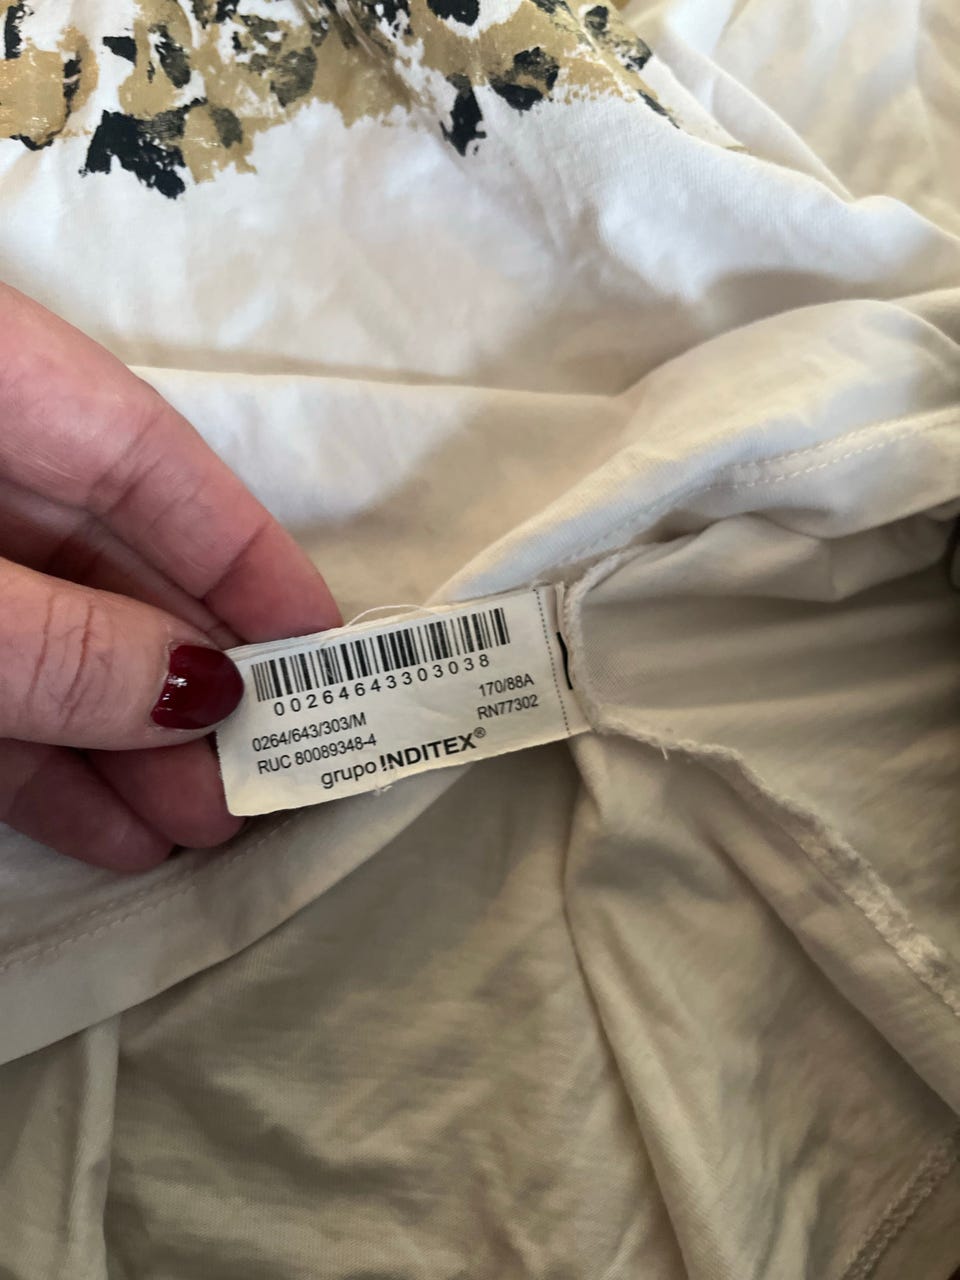 00264643303038
0264/643/303/M 170/88A
RUC 80089348-4 RN77302
grupo INDITEX®